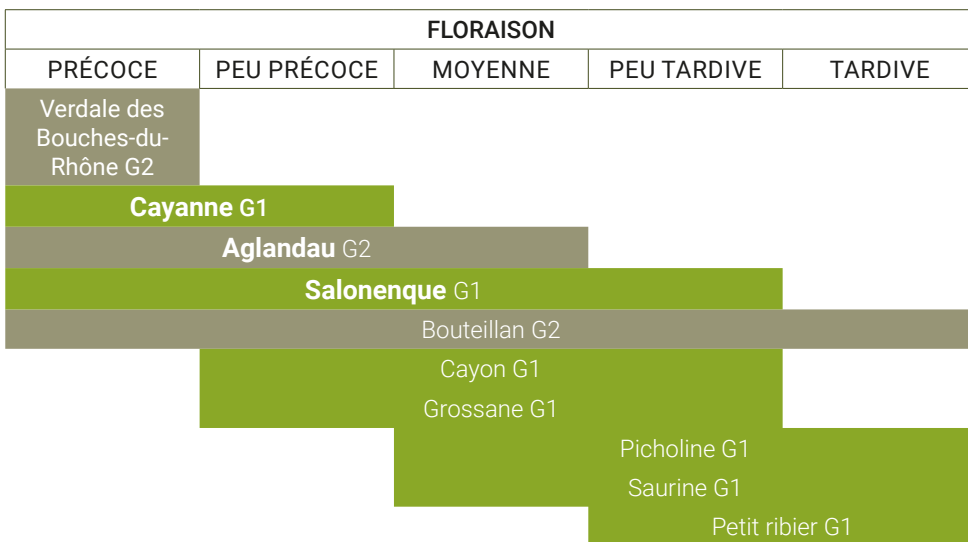 FLORAISON
PRÉCOCE PEU PRÉCOCE MOYENNE PEU TARDIVE TARDIVE
Verdale des
Bouches-du-
Rhône G2
Cayanne G1
Aglandau G2
Salonenque G1
Bouteillan G2
Cayon G1
Grossane G1
Picholine G1
Saurine G1
Petit ribier G1